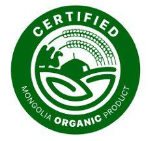 CERTIFIED
MONGOLIA ORGANIC PRODUCT